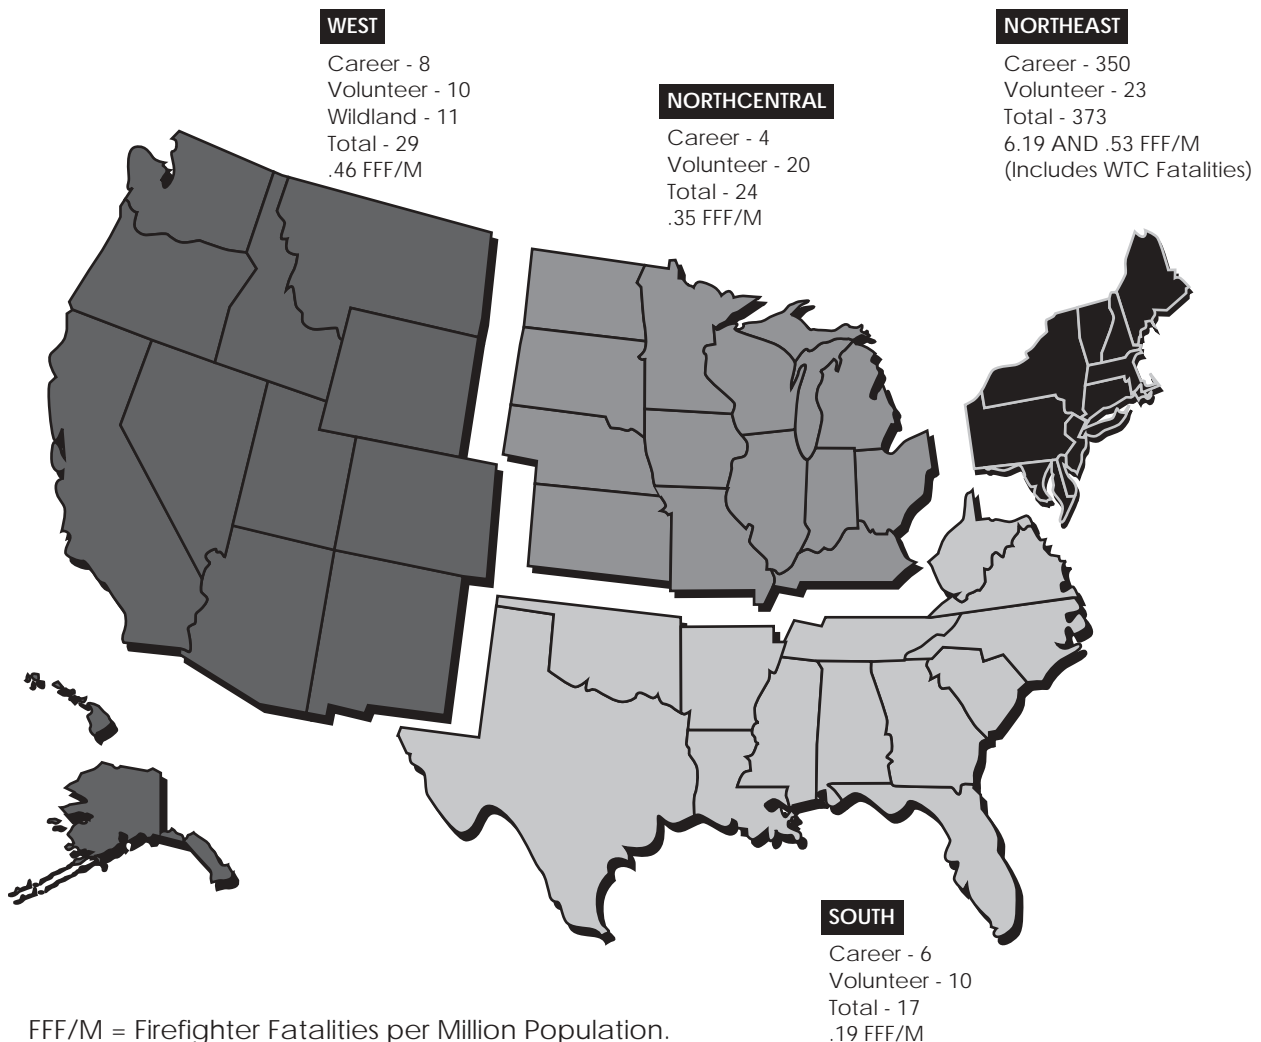 WEST
Career - 8
Volunteer - 10
Wildland - 11
Total - 29
.46 FFF/M
NORTHCENTRAL
Career - 4
Volunteer - 20
Total - 24
.35 FFF/M
NORTHEAST
Career - 350
Volunteer - 23
Total - 373
6.19 AND .53 FFF/M
(Includes WTC Fatalities)
SOUTH
Career - 6
Volunteer - 10
Total - 17
.19 FFF/M
FFF/M = Firefighter Fatalities per Million Population.